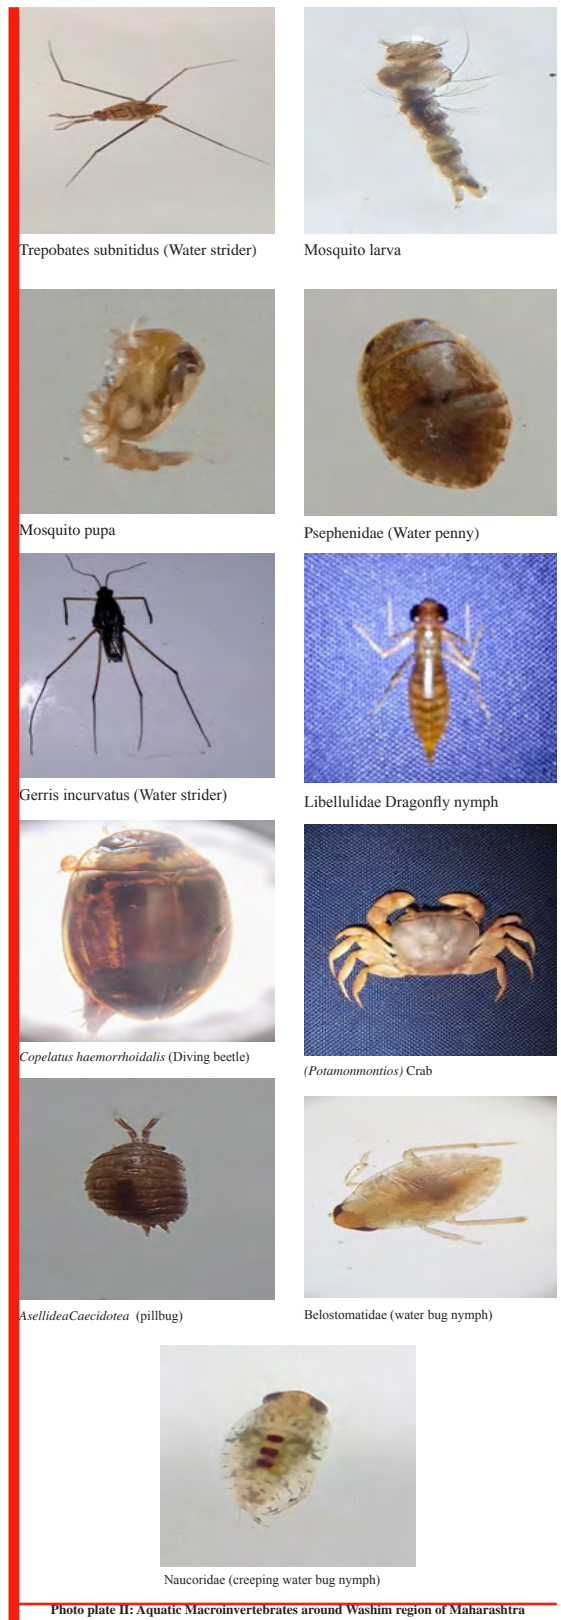 Trepobates subnitidus (Water strider)
Mosquito larva
Mosquito pupa
Psephenidae (Water penny)
Gerris incurvatus (Water strider)
Libellulidae Dragonfly nymph
Copelatus haemorrhoidalis (Diving beetle)
(Potamonmontios) Crab
AsellideaCaecidotea (pillbug)
Belostomatidae (water bug nymph)
Naucoridae (creeping water bug nymph)
Photo plate II: Aquatic Macroinvertebrates around Washim region of Maharashtra